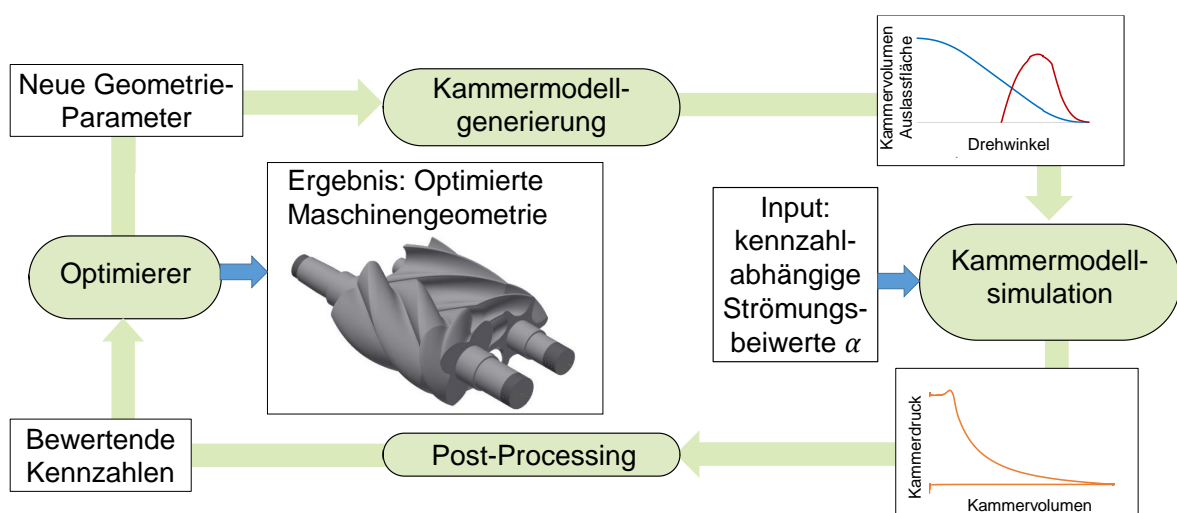 Neue Geometrie-
Parameter
Kammermodell-
generierung
Kammervolumen
Auslassfläche
Drehwinkel
Optimierer
Ergebnis: Optimierte
Maschinengeometrie
Input:
kennzahl-
abhängige
Strömungs-
beiwerte α
Kammermodell-
simulation
Bewertende
Kennzahlen
Post-Processing
Kammerdruck
Kammervolumen